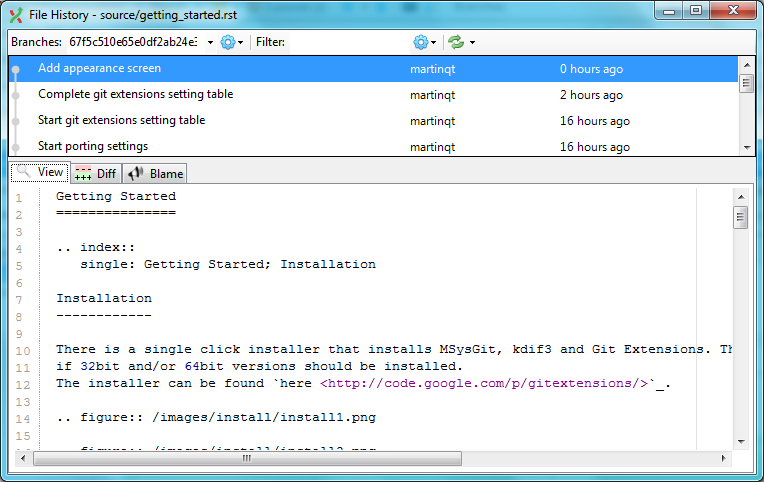 File History - source/getting_started.rst
Branches: 67f5c510e65e0df2ab24e: Filter:
Add appearance screen martinqt 0 hours ago
Complete git extensions setting table martinqt 2 hours ago
Start git extensions setting table martinqt 16 hours ago
Start porting settings martinqt 16 hours ago
View Diff Blame
1 Getting Started
2 ===============
3
4 .. index::
5 single: Getting Started; Installation
6
7 Installation
8 ------------
9
10 There is a single click installer that installs MSysGit, kdif3 and Git Extensions. Th
11 if 32bit and/or 64bit versions should be installed.
12 The installer can be found `here <http://code.google.com/p/gitextensions/>`_.
13
14 .. figure:: /images/install/install1.png
15